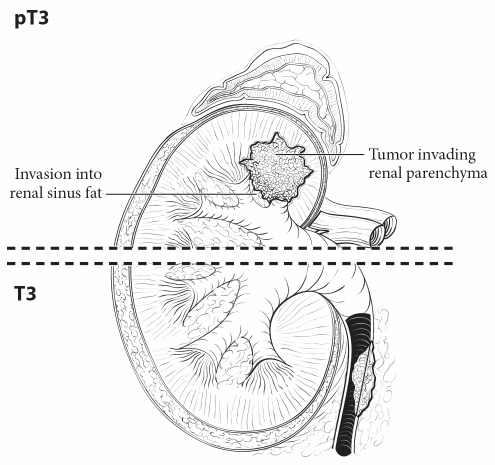 pT3
Tumor invading
renal parenchyma
Invasion into
renal sinus fat
T3